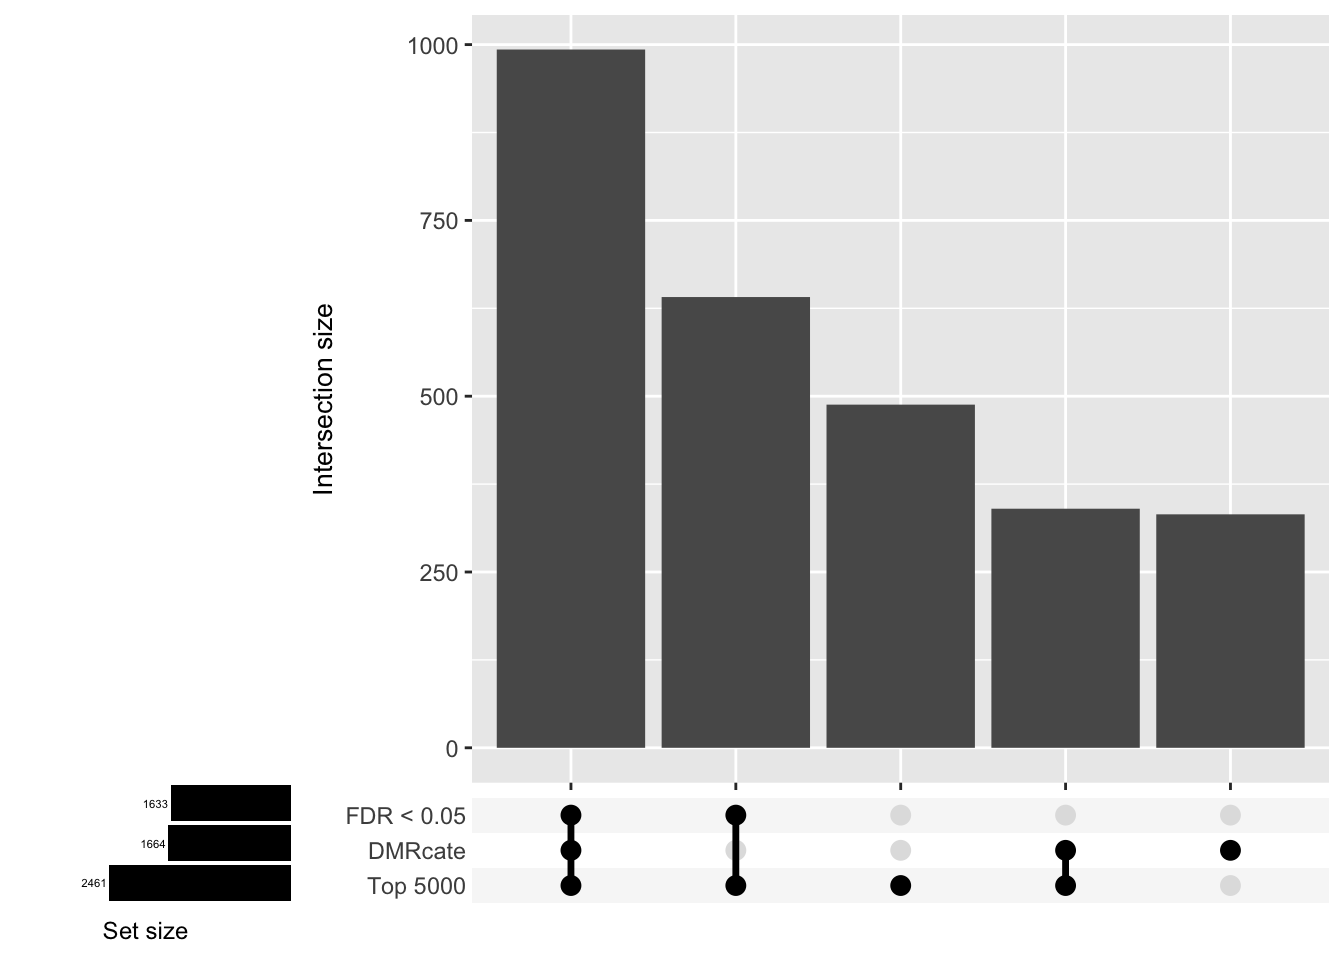 1000
750
500
250
0
Intersection size
1633
1664
2461
Set size
FDR < 0.05
DMRcate
Top 5000